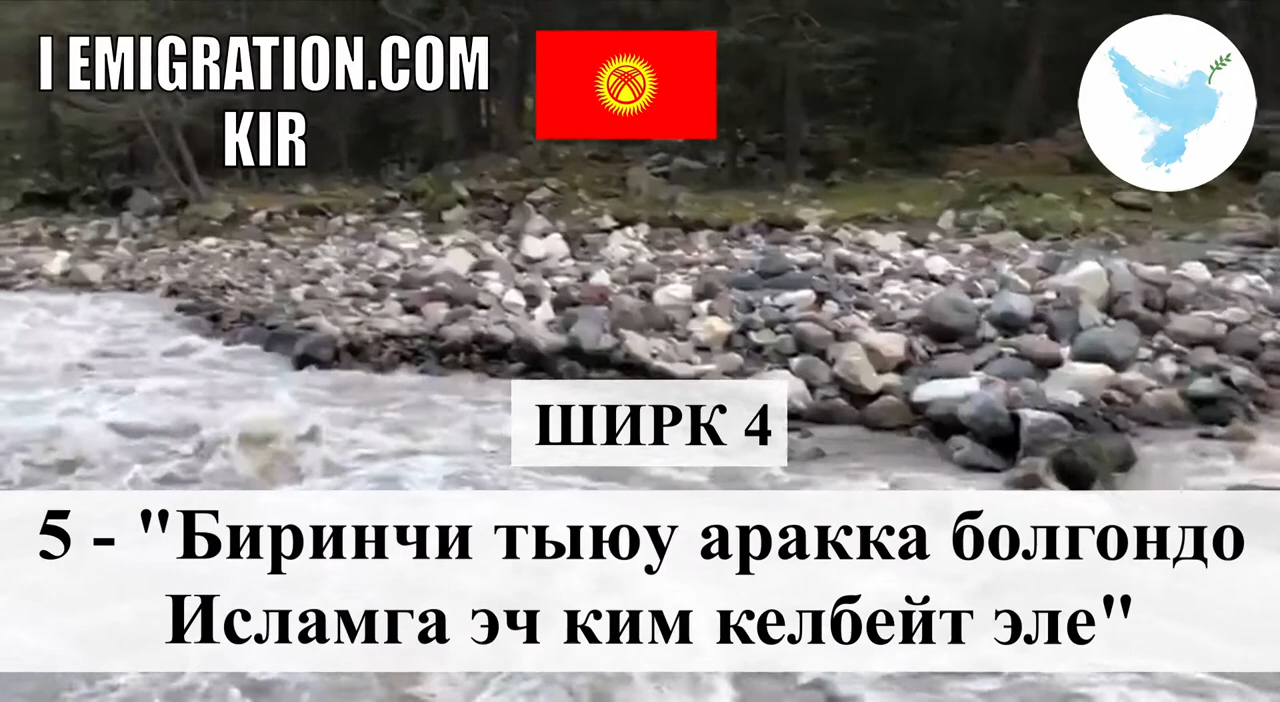 I EMIGRATION.COM
KIR
ШИРК 4
5 - "Биринчи тыюу аракка болгондо
Исламга эч ким келбейт эле"